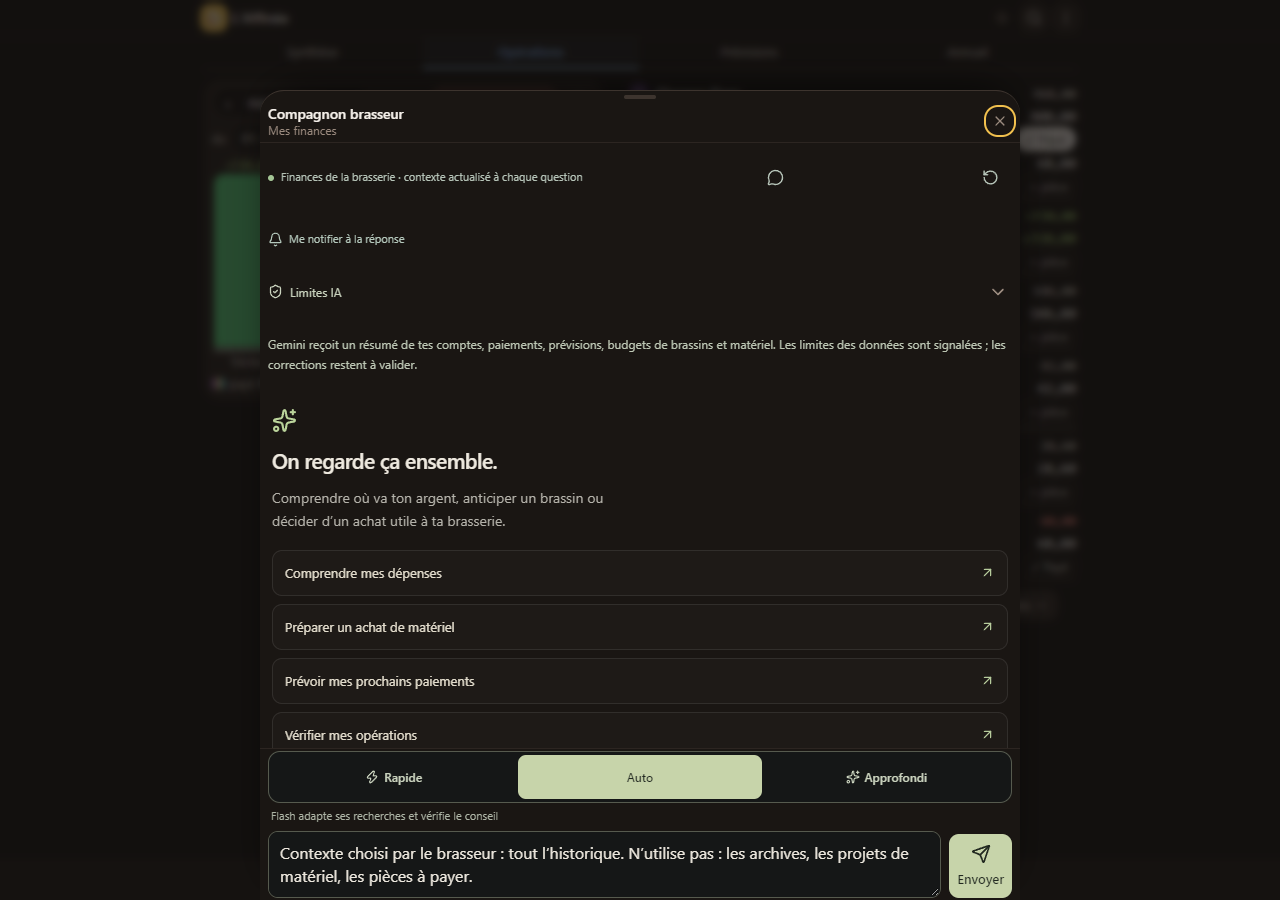 Compagnon brasseur
Mes finances
Finances de la brasserie · contexte actualisé à chaque question
Me notifier à la réponse
Limites IA
Gemini reçoit un résumé de tes comptes, paiements, prévisions, budgets de brassins et matériel. Les limites des données sont signalées ; les
corrections restent à valider.
On regarde ça ensemble.
Comprendre où va ton argent, anticiper un brassin ou
décider d’un achat utile à ta brasserie.
Comprendre mes dépenses
Préparer un achat de matériel
Prévoir mes prochains paiements
Vérifier mes opérations
Rapide
Auto
Approfondi
Flash adapte ses recherches et vérifie le conseil
Contexte choisi par le brasseur : tout l’historique. N’utilise pas : les archives, les projets de
matériel, les pièces à payer.
Envoyer